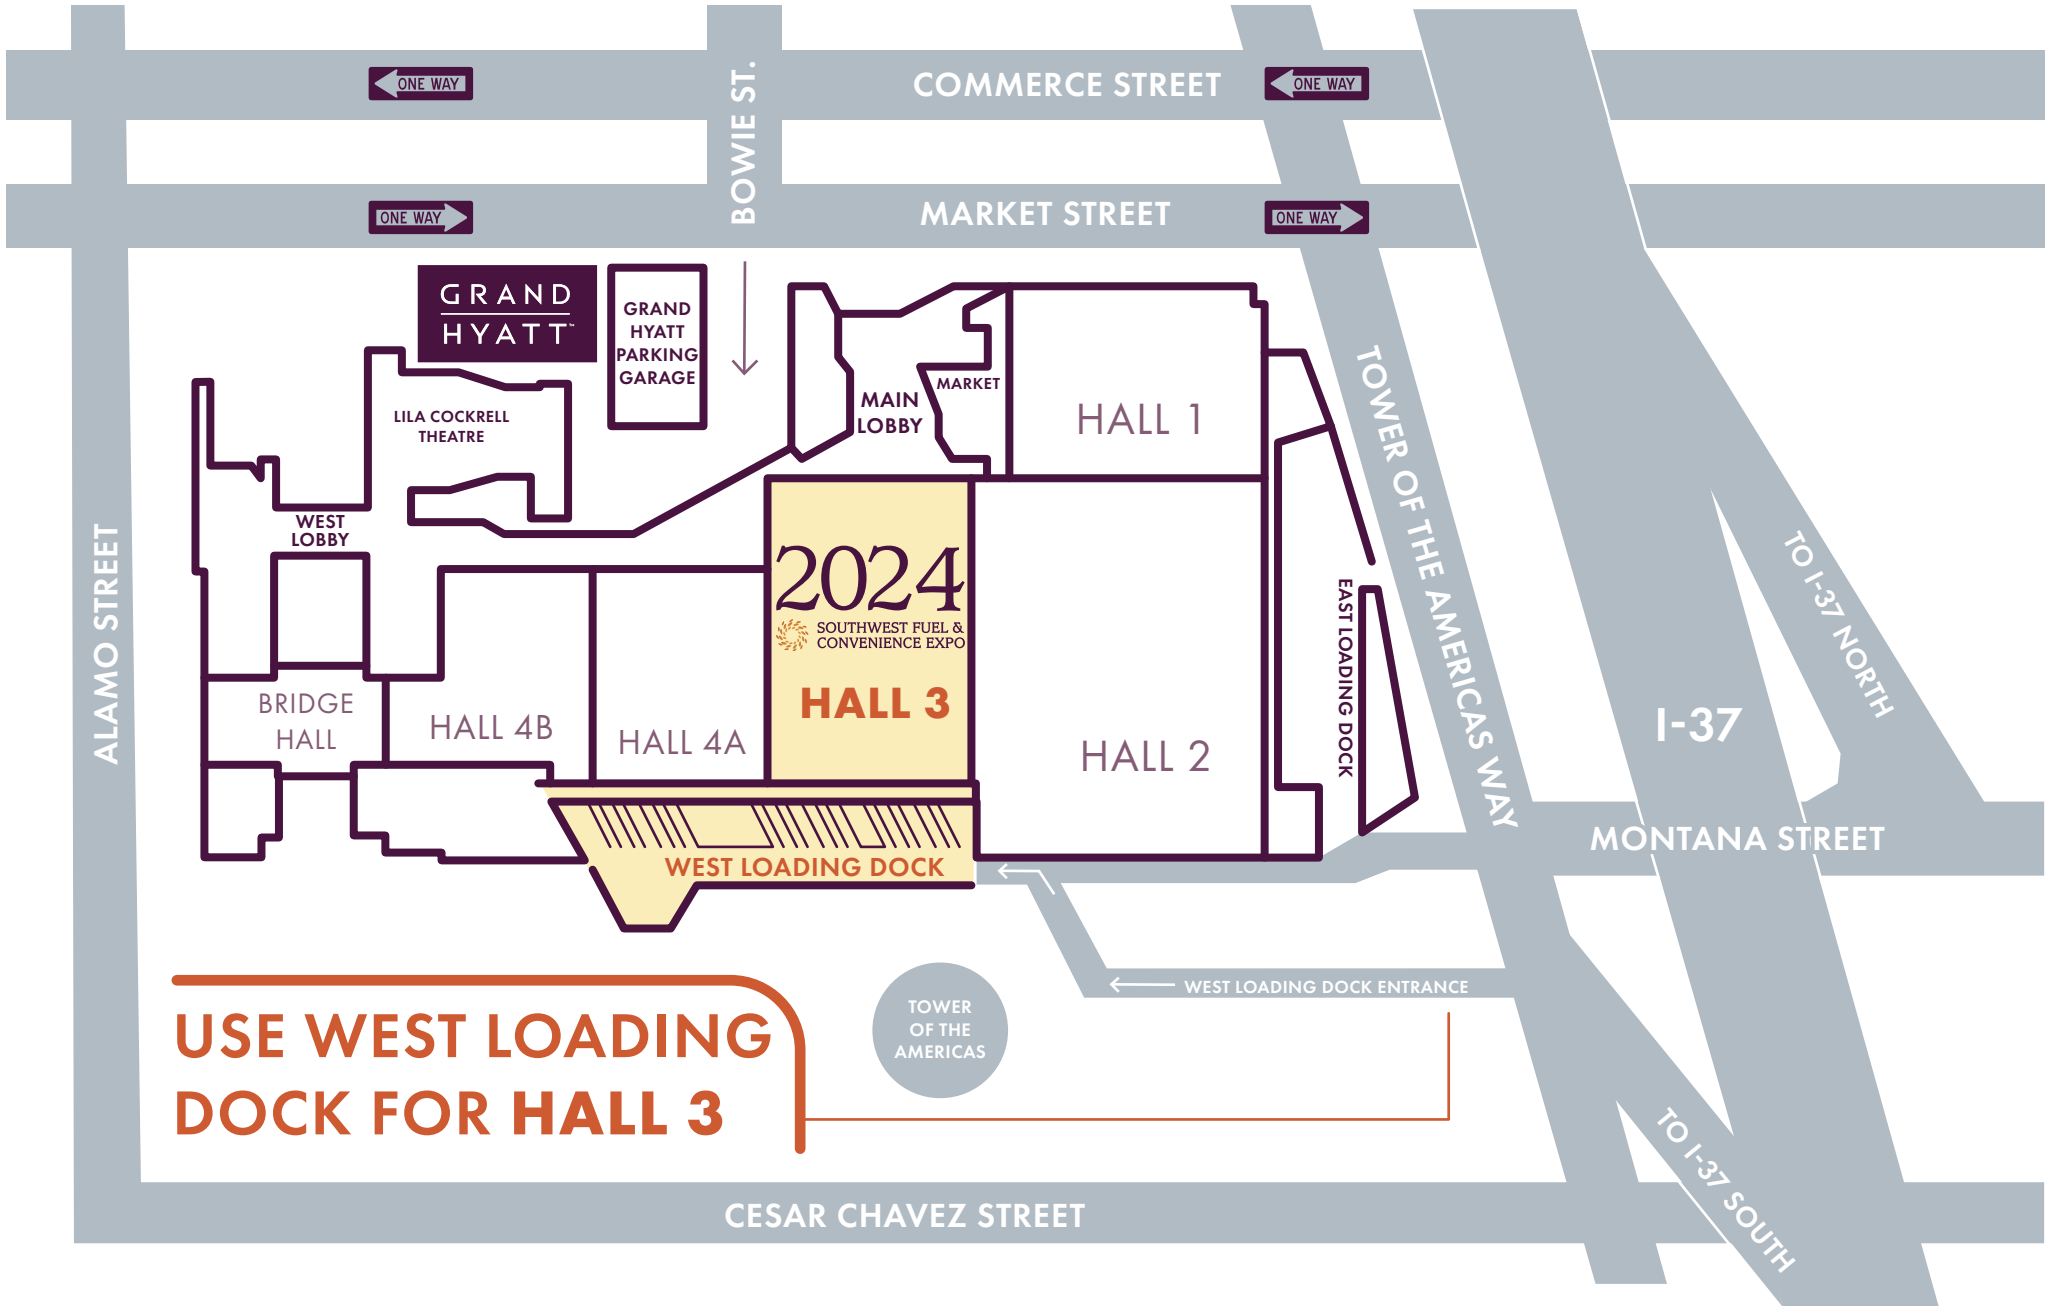 ONE WAY
BOWIE ST.
COMMERCE STREET
ONE WAY
ONE WAY
MARKET STREET
ONE WAY
GRAND
HYATT™
GRAND
HYATT
PARKING
GARAGE
LILA COCKRELL
THEATRE
MAIN
LOBBY
MARKET
HALL 1
WEST
LOBBY
ALAMO STREET
2024
SOUTHWEST FUEL &
CONVENIENCE EXPO
HALL 3
BRIDGE
HALL
HALL 4B
HALL 4A
HALL 2
EAST LOADING DOCK
TOWER OF THE AMERICAS WAY
TO I-37 NORTH
I-37
MONTANA STREET
WEST LOADING DOCK
WEST LOADING DOCK ENTRANCE
TOWER
OF THE
AMERICAS
USE WEST LOADING
DOCK FOR HALL 3
TO I-37 SOUTH
CESAR CHAVEZ STREET